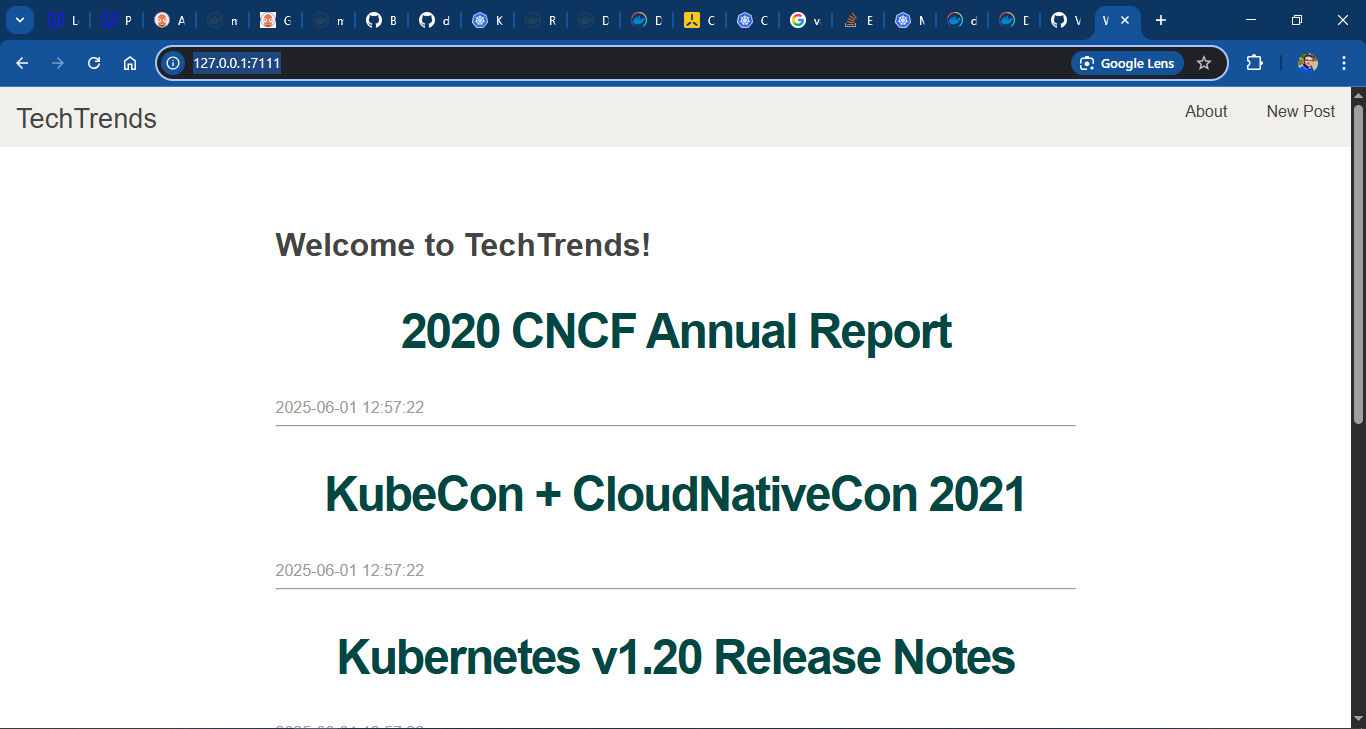 L
P
A
n
G
n
B
d
K
R
D
D
C
C
v
E
N
d
D
V
V
127.0.0.1:7111
Google Lens
TechTrends
About
New Post
Welcome to TechTrends!
2020 CNCF Annual Report
2025-06-01 12:57:22
KubeCon + CloudNativeCon 2021
2025-06-01 12:57:22
Kubernetes v1.20 Release Notes